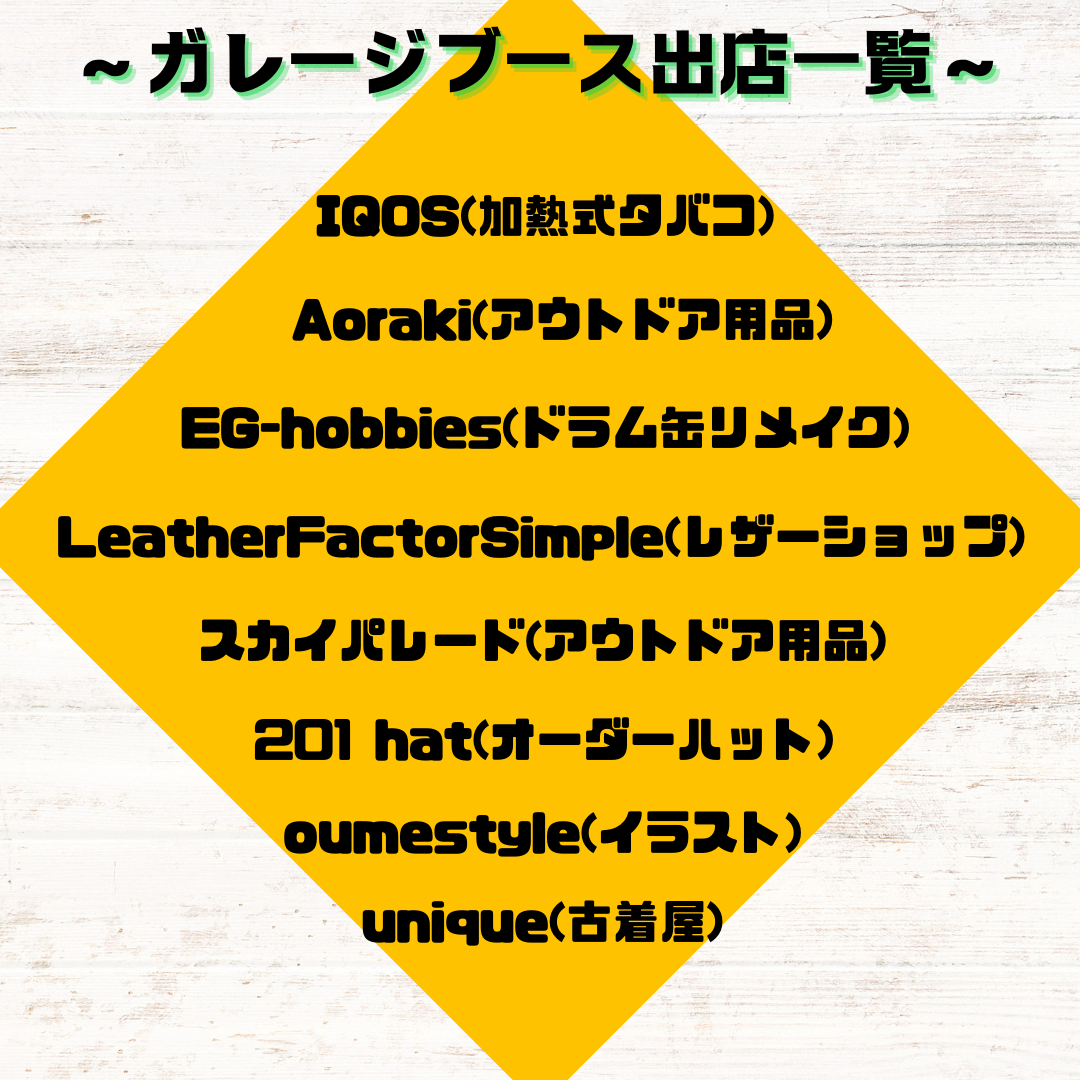 ~ガレージブース出店一覧~
IQOS(加熱式タバコ)
Aoraki(アウトドア用品)
EG-hobbies(ドラム缶リメイク)
LeatherFactorSimple(レザーショップ)
スカイパレード(アウトドア用品)
201 hat(オーダーハット)
oumestyle(イラスト)
unique(古着屋)